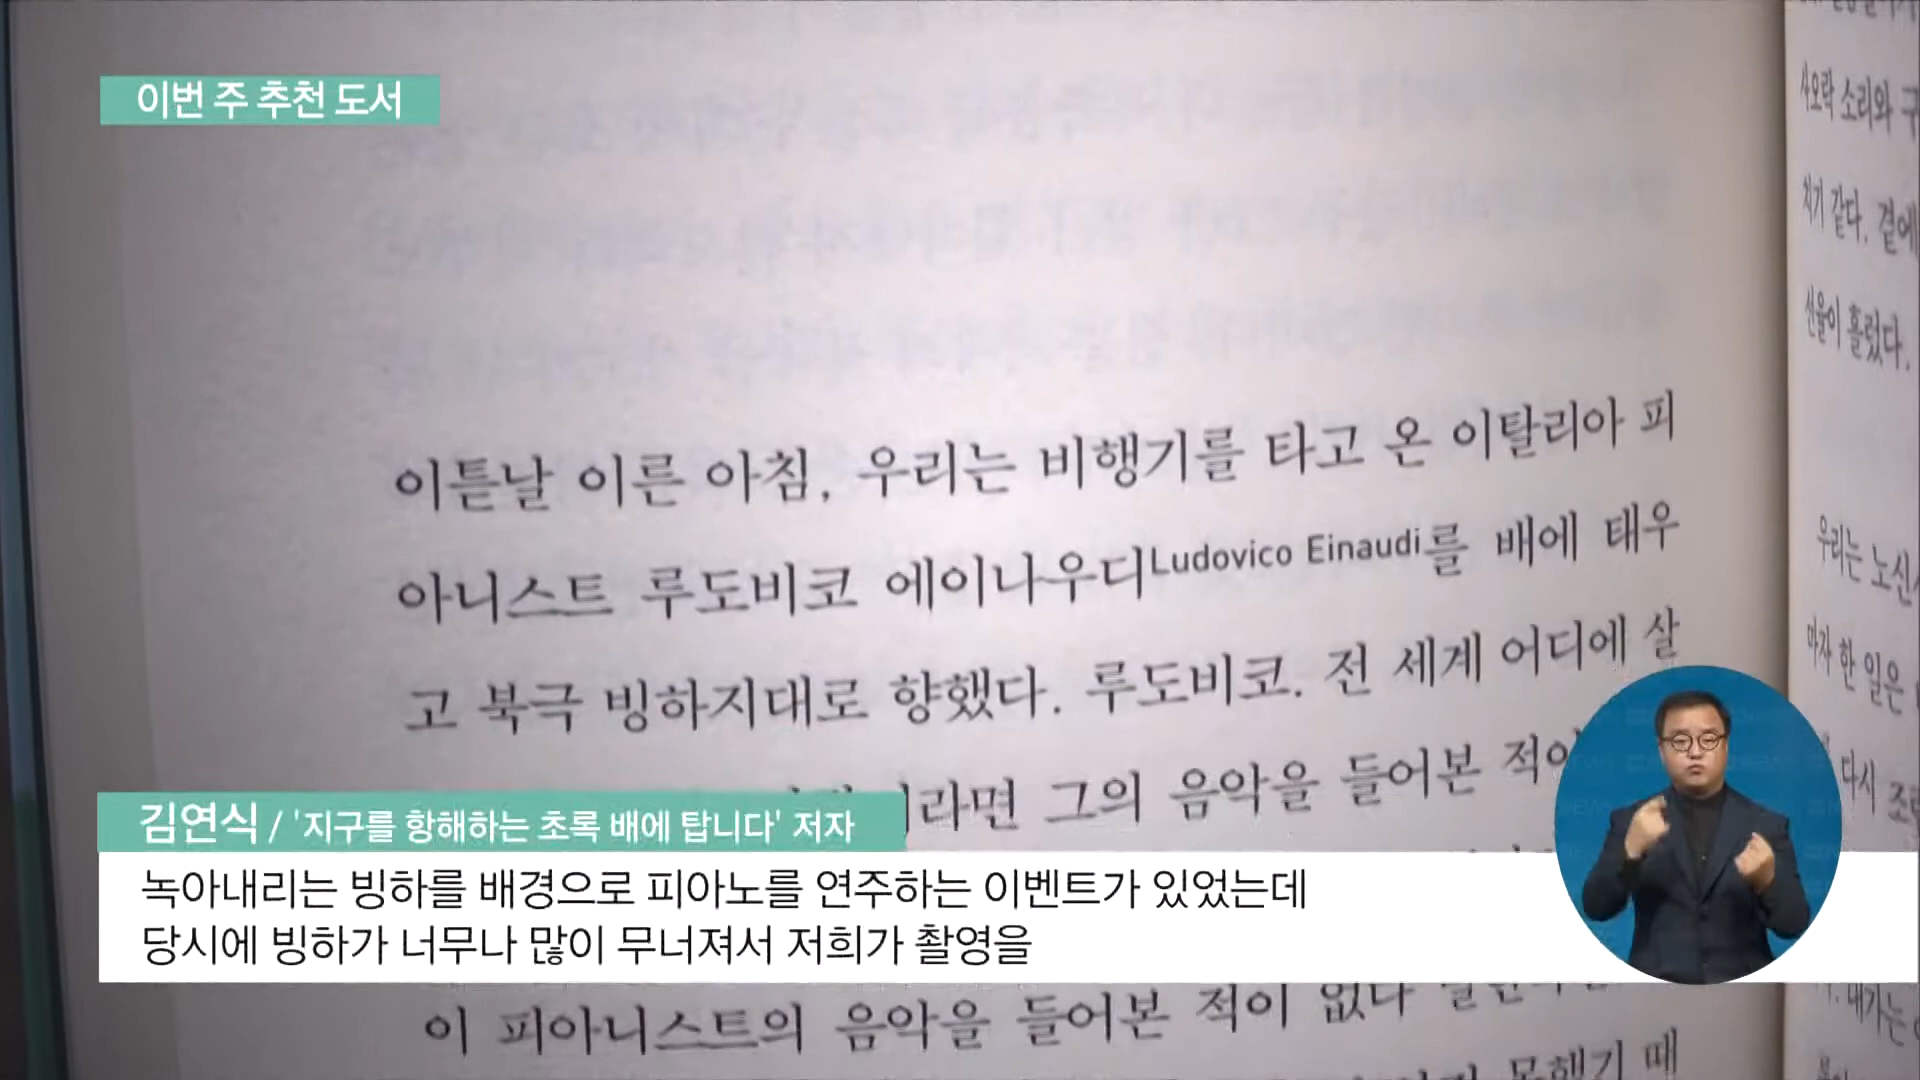 이번 주 추천 도서
이튿날 이른 아침, 우리는 비행기를 타고 온 이탈리아 피
아니스트 루도비코 에이나우디Ludovico Einaudi를 배에 태우
고 북극 빙하지대로 향했다. 루도비코. 전 세계 어디에 살
그의 음악을 들어본
이 피아니스트의 음악을 들어본 적이 없다
때
소리와
치기 같다. 곁에
선율이 흘렀다.
우리는
한 일은
다시
김연식 / '지구를 항해하는 초록 배에 탑니다' 저자
녹아내리는 빙하를 배경으로 피아노를 연주하는 이벤트가 있었는데
당시에 빙하가 너무나 많이 무너져서 저희가 촬영을